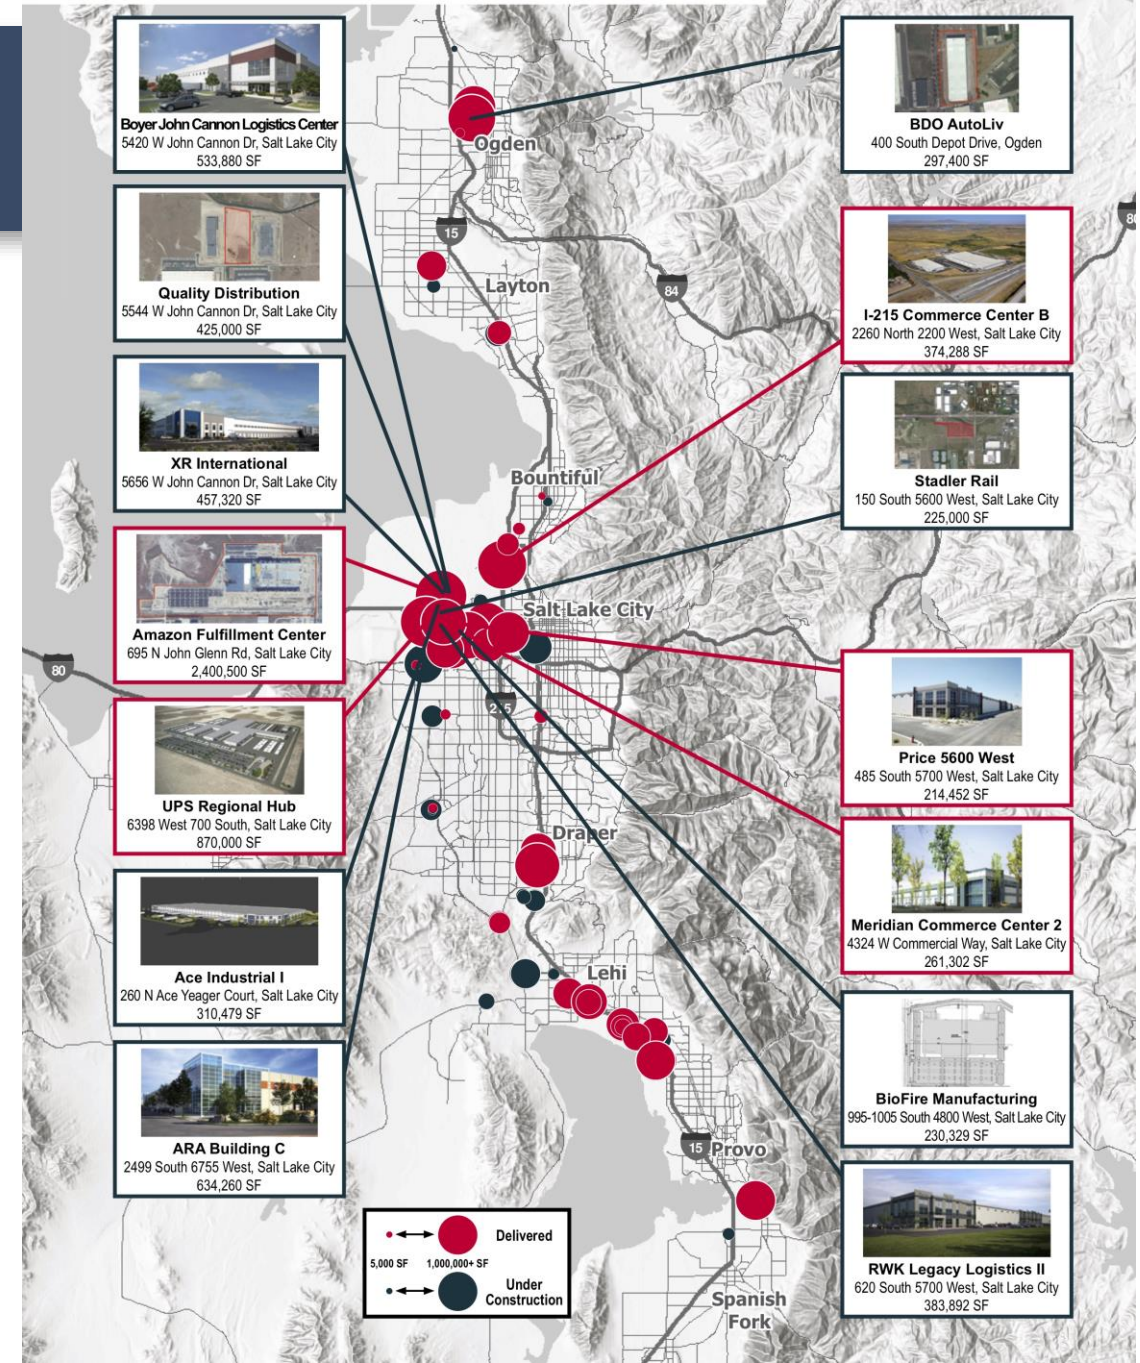 Boyer John Cannon Logistics Center
5420 W John Cannon Dr, Salt Lake City
533,880 SF
Quality Distribution
5544 W John Cannon Dr, Salt Lake City
425,000 SF
XR International
5656 W John Cannon Dr, Salt Lake City
457,320 SF
Amazon Fulfillment Center
695 N John Glenn Rd, Salt Lake City
2,400,500 SF
UPS Regional Hub
6398 West 700 South, Salt Lake City
870,000 SF
Ace Industrial I
260 N Ace Yeager Court, Salt Lake City
310,479 SF
ARA Building C
2499 South 6755 West, Salt Lake City
634,260 SF
Ogden
15
Layton
84
80
Bountiful
Salt Lake City
80
215
Draper
Lehi
15
Provo
Spanish
Fork
Delivered
5,000 SF
1,000,000+ SF
Under
Construction
BDO AutoLiv
400 South Depot Drive, Ogden
297,400 SF
I-215 Commerce Center B
2260 North 2200 West, Salt Lake City
374,288 SF
Stadler Rail
150 South 5600 West, Salt Lake City
225,000 SF
Price 5600 West
485 South 5700 West, Salt Lake City
214,452 SF
Meridian Commerce Center 2
4324 W Commercial Way, Salt Lake City
261,302 SF
BioFire Manufacturing
995-1005 South 4800 West, Salt Lake City
230,329 SF
RWK Legacy Logistics II
620 South 5700 West, Salt Lake City
383,892 SF